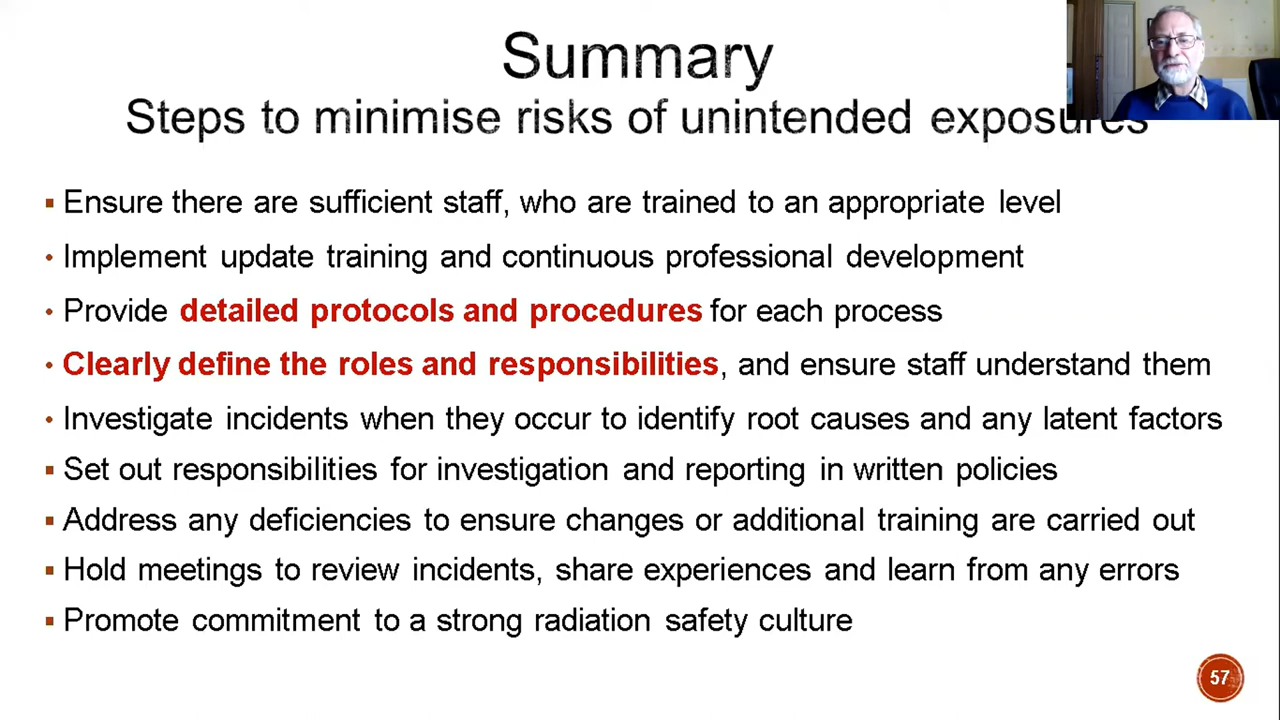 Summary
Steps to minimise risks of unintended exposures
▪ Ensure there are sufficient staff, who are trained to an appropriate level
• Implement update training and continuous professional development
• Provide detailed protocols and procedures for each process
• Clearly define the roles and responsibilities, and ensure staff understand them
• Investigate incidents when they occur to identify root causes and any latent factors
▪ Set out responsibilities for investigation and reporting in written policies
▪ Address any deficiencies to ensure changes or additional training are carried out
▪ Hold meetings to review incidents, share experiences and learn from any errors
▪ Promote commitment to a strong radiation safety culture
57